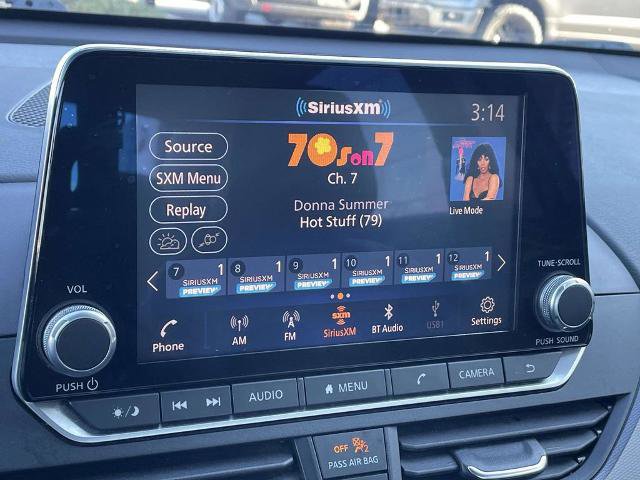 SiriusXM
3:14
Source
70s on 7
SXM Menu
Ch. 7
Replay
Donna Summer
Hot Stuff (79)
Live Mode
7 1 8 1 9 1 10 1 11 1 12 1
SIRIUSXM SIRIUSXM SIRIUSXM SIRIUSXM SIRIUSXM SIRIUSXM
PREVIEW PREVIEW PREVIEW PREVIEW PREVIEW PREVIEW
sxm
Phone AM FM SiriusXM BT Audio USB1 Settings
VOL
PUSH
TUNE·SCROLL
PUSH SOUND
AUDIO MENU CAMERA
OFF 2
PASS AIR BAG